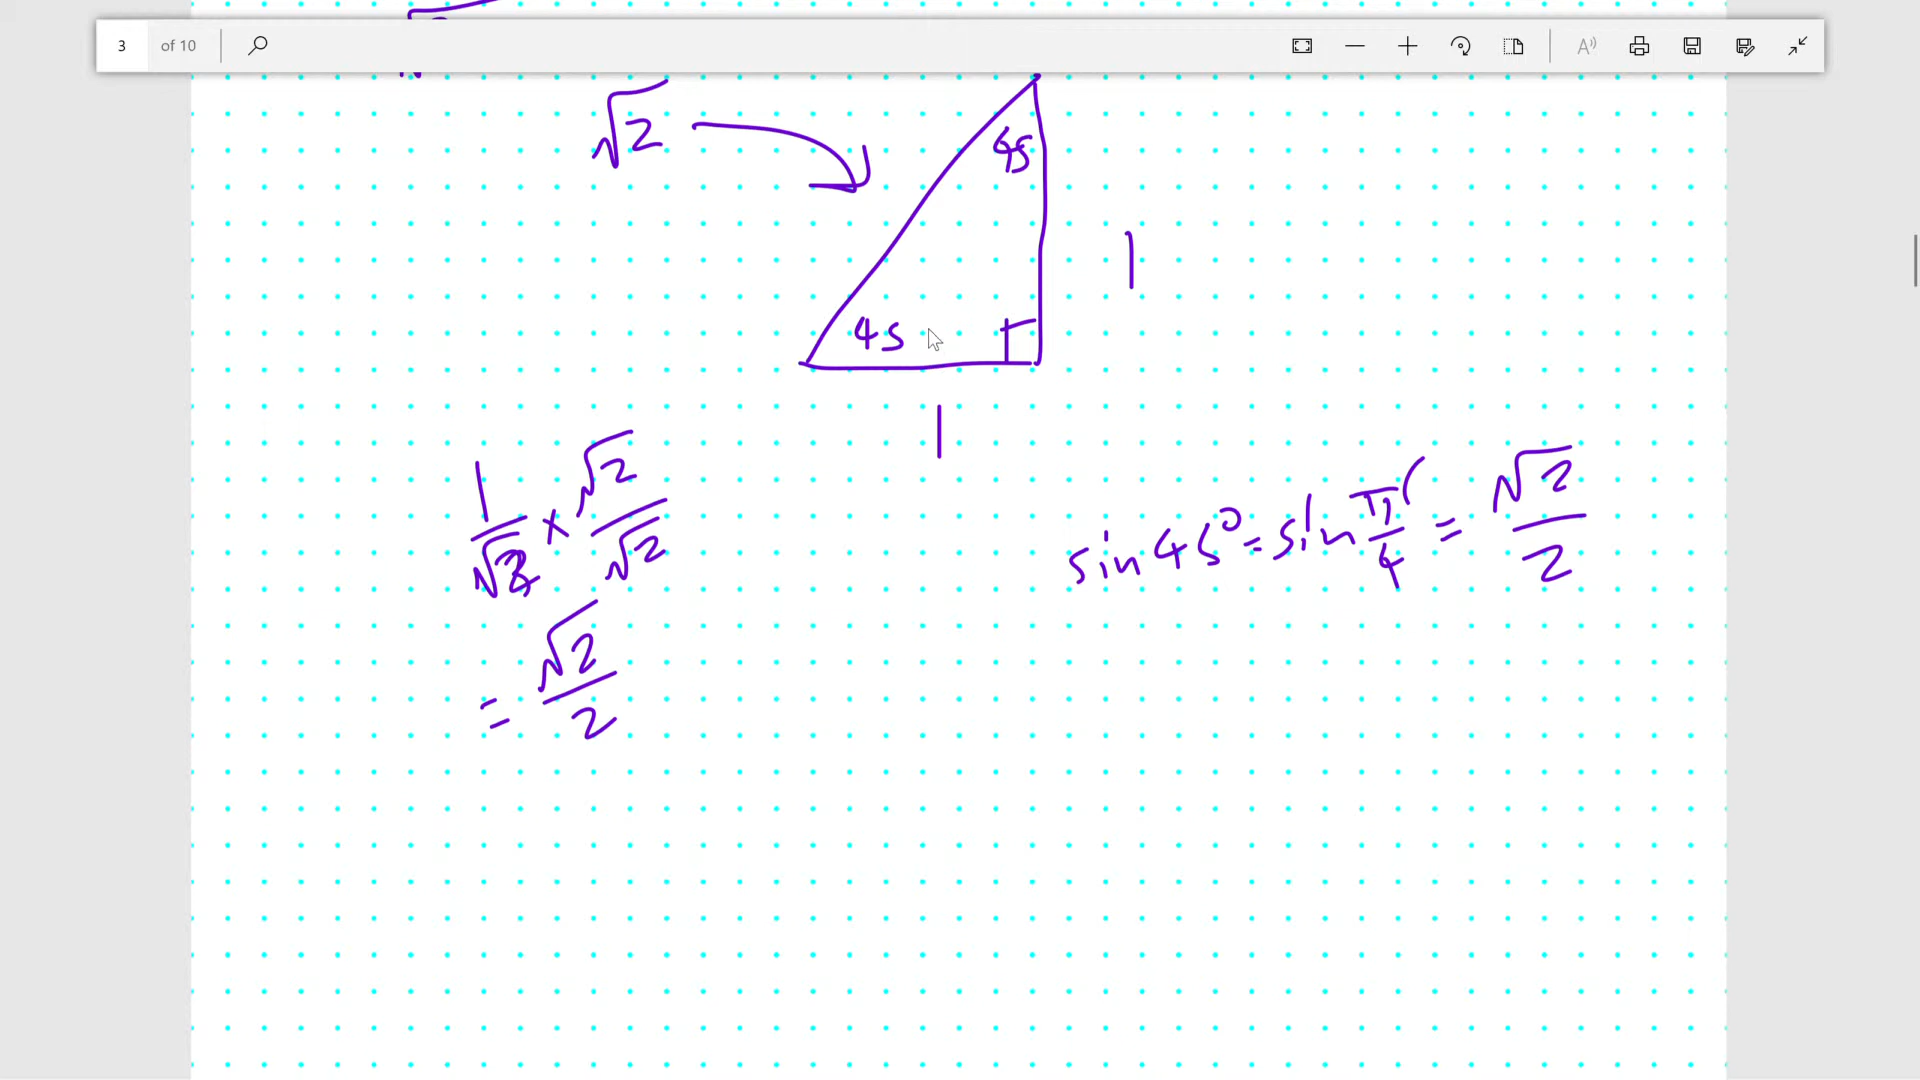 3 of 10
√2
45
1
45
1
1/√2 × √2/√2
= √2/2
sin 45° = sin π/4 = √2/2